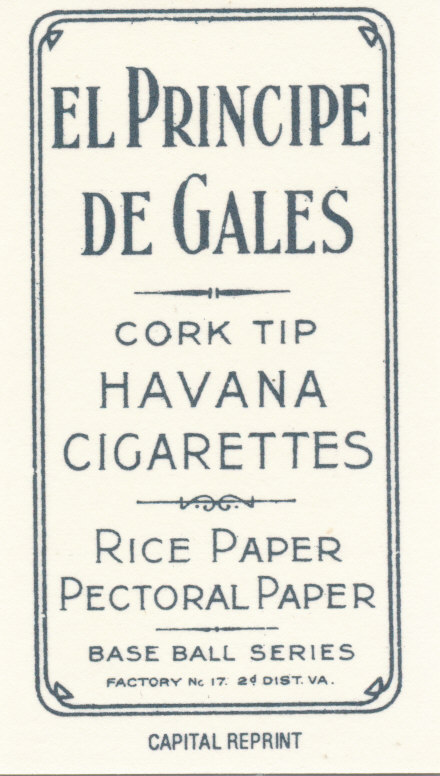 EL PRINCIPE
DE GALES
CORK TIP
HAVANA
CIGARETTES
RICE PAPER
PECTORAL PAPER
BASE BALL SERIES
FACTORY No 17. 2d DIST. VA.
CAPITAL REPRINT